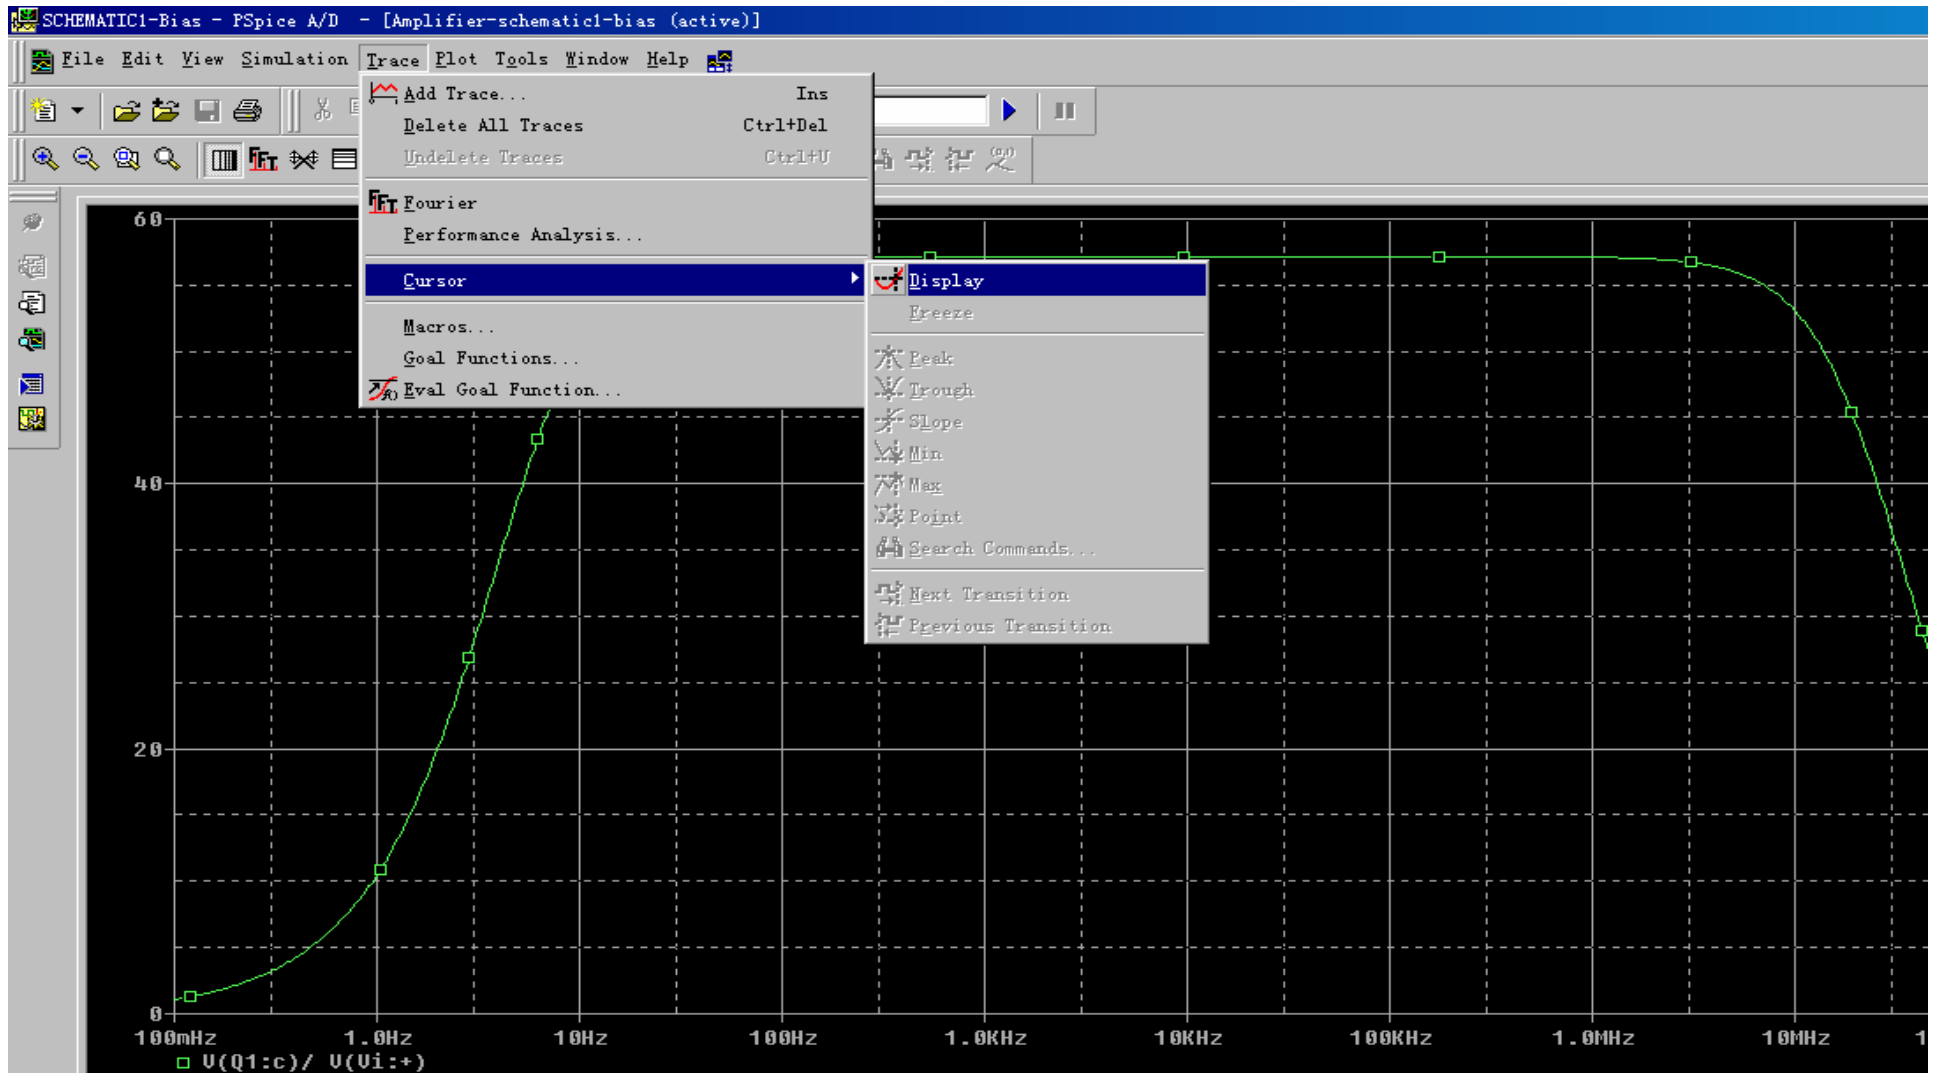 SCHEMATIC1-Bias - PSpice A/D - [Amplifier-schematic1-bias (active)]
File Edit View Simulation Trace Plot Tools Window Help
Add Trace... Ins
Delete All Traces Ctrl+Del
Undelete Traces Ctrl+U
FFT
FFT Fourier
Performance Analysis...
Cursor
Macros...
Goal Functions...
Eval Goal Function...
Display
Freeze
Peak
Trough
Slope
Min
Max
Point
Search Commands...
Next Transition
Previous Transition
60
40
20
0
100mHz 1.0Hz 10Hz 100Hz 1.0KHz 10KHz 100KHz 1.0MHz 10MHz 1
V(Q1:c)/ V(Vi:+)